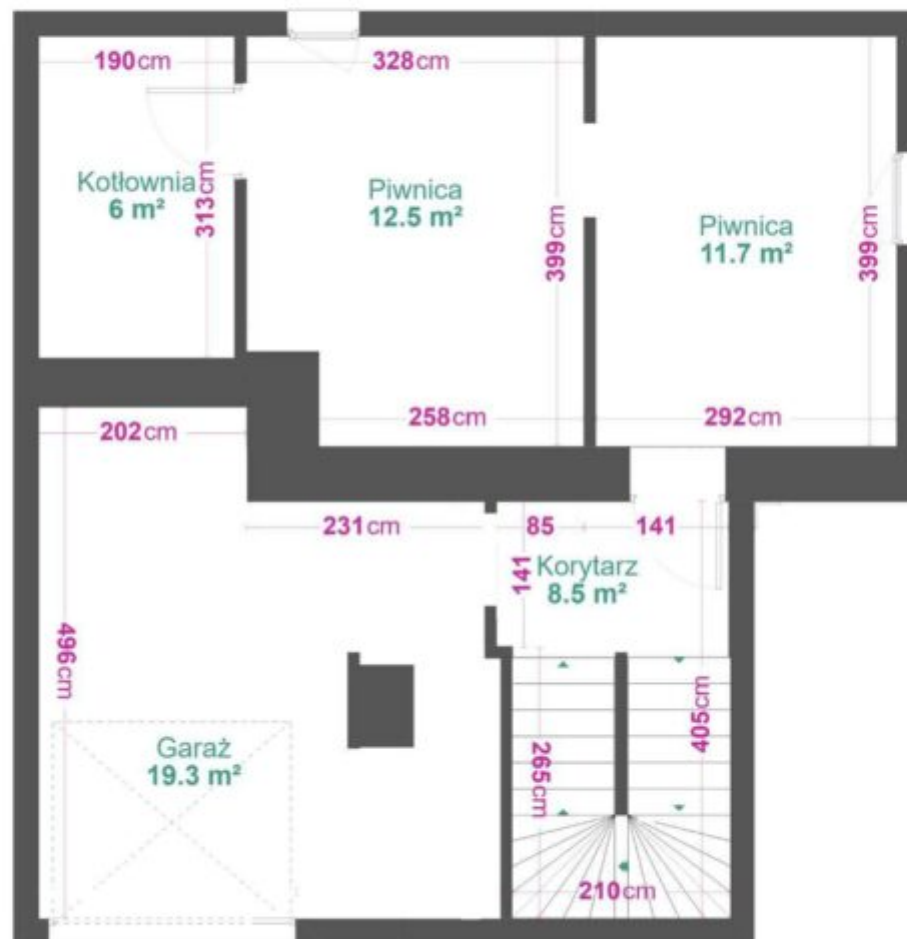 190cm
328cm
Kotłownia
6 m²
313cm
Piwnica
12.5 m²
399cm
Piwnica
11.7 m²
399cm
258cm
292cm
202cm
231cm
85
141
141
Korytarz
8.5 m²
496cm
405cm
265cm
Garaż
19.3 m²
210cm